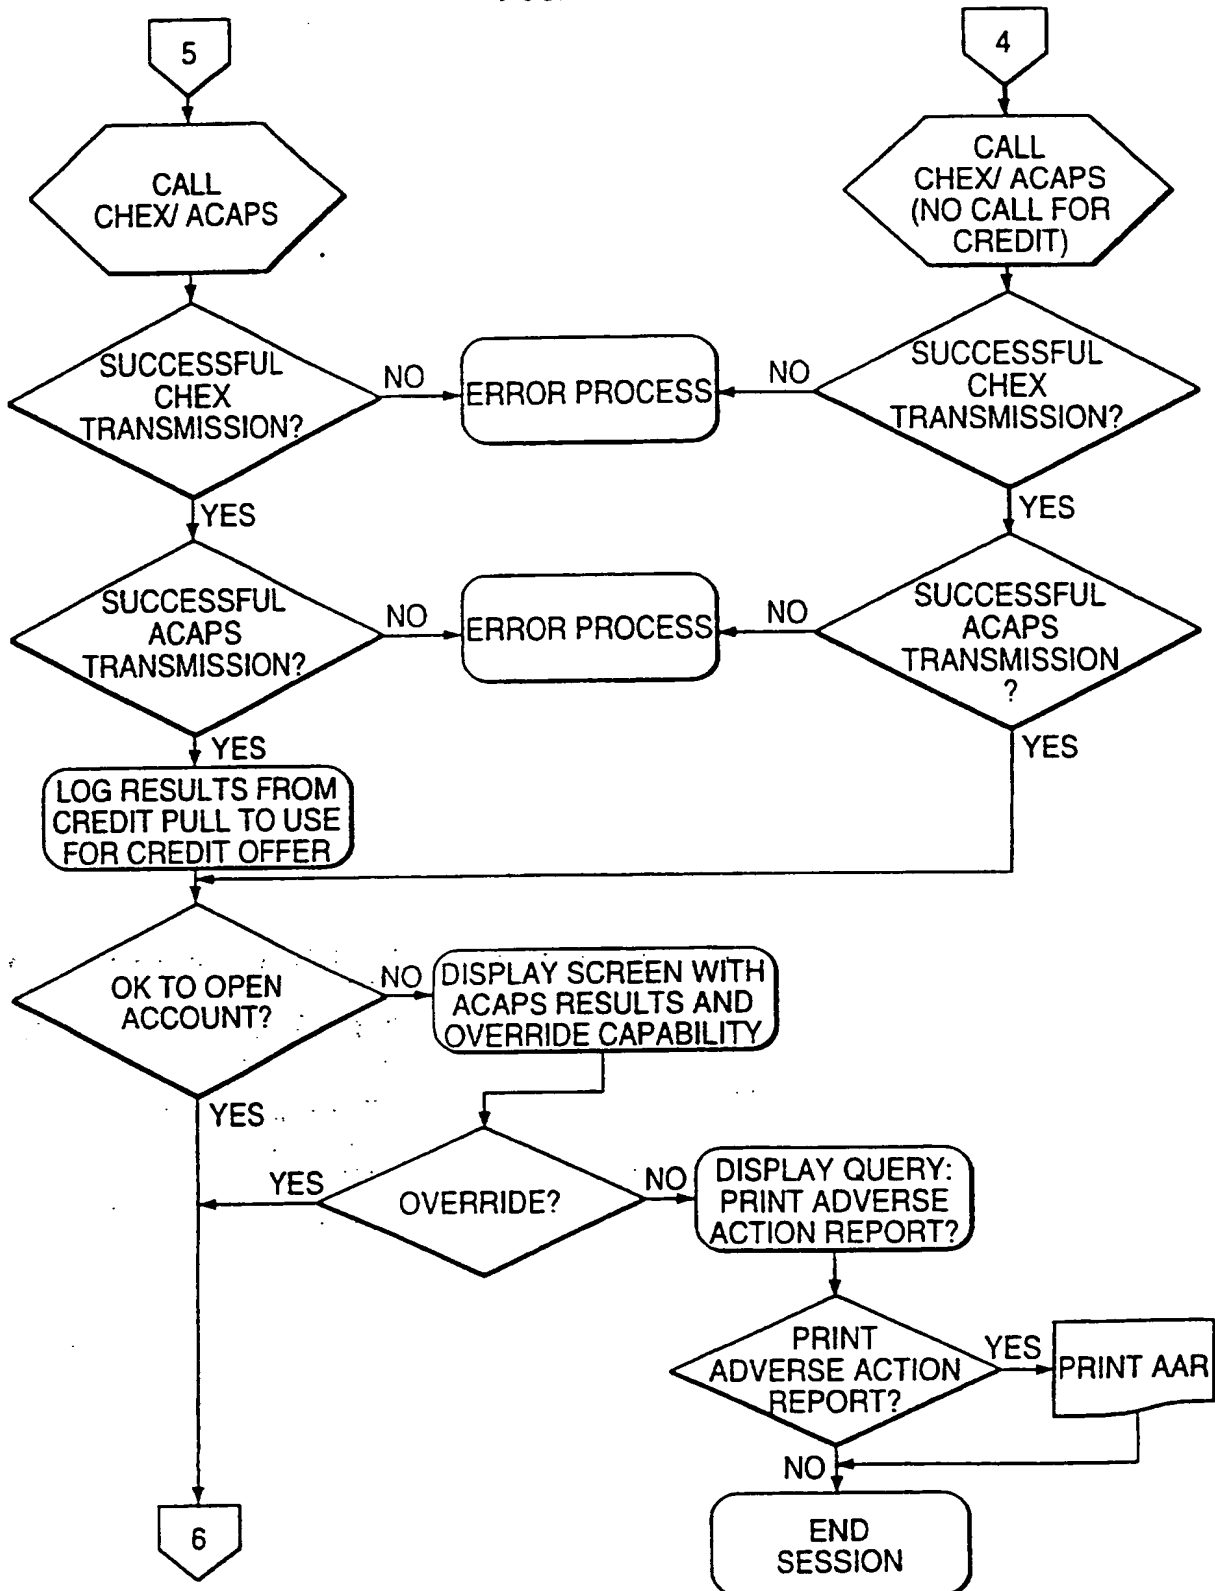 5
4
CALL
CHEX/ ACAPS
CALL
CHEX/ ACAPS
(NO CALL FOR
CREDIT)
SUCCESSFUL
CHEX
TRANSMISSION?
NO
ERROR PROCESS
NO
SUCCESSFUL
CHEX
TRANSMISSION?
YES
YES
SUCCESSFUL
ACAPS
TRANSMISSION?
NO
ERROR PROCESS
NO
SUCCESSFUL
ACAPS
TRANSMISSION
?
YES
YES
LOG RESULTS FROM
CREDIT PULL TO USE
FOR CREDIT OFFER
OK TO OPEN
ACCOUNT?
NO
DISPLAY SCREEN WITH
ACAPS RESULTS AND
OVERRIDE CAPABILITY
YES
YES
OVERRIDE?
NO
DISPLAY QUERY:
PRINT ADVERSE
ACTION REPORT?
PRINT
ADVERSE ACTION
REPORT?
YES
PRINT AAR
NO
END
SESSION
6